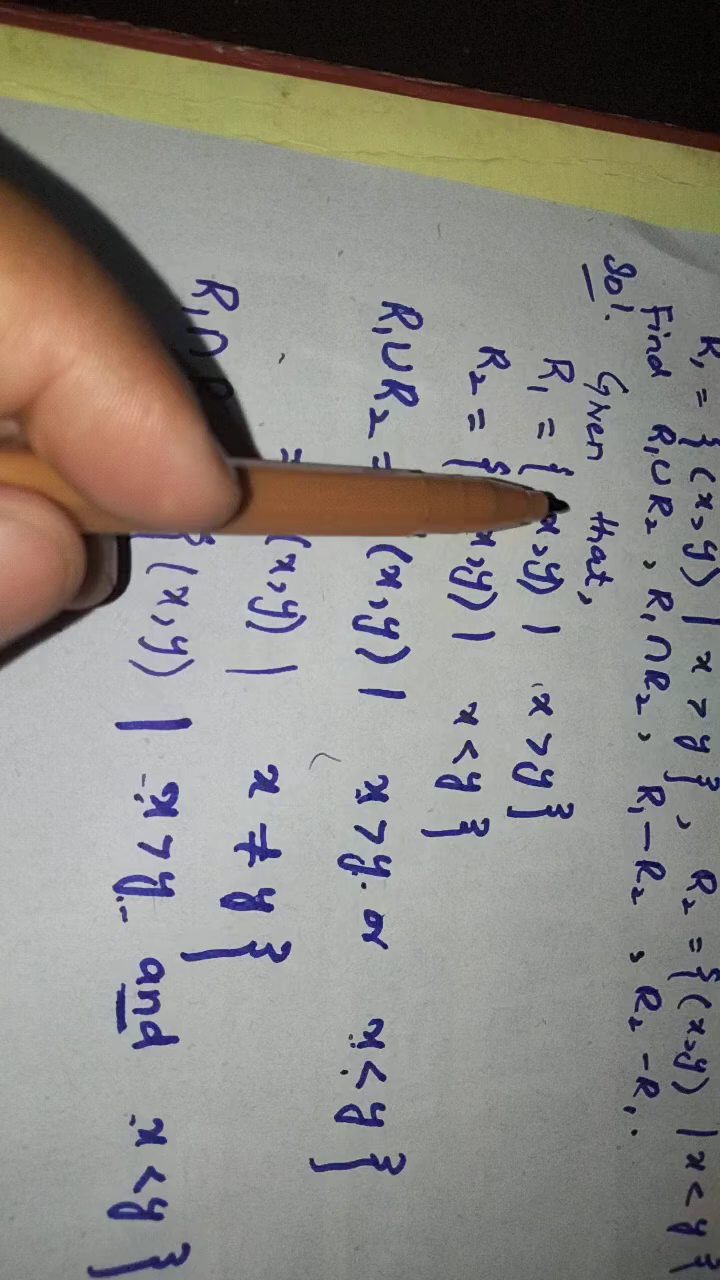 R₁ = {(x,y) | x > y}, R₂ = {(x,y) | x < y}
Find R₁∪R₂, R₁∩R₂, R₁−R₂, R₂−R₁.
Sol. Given that,
R₁ = { x,y) | x > y}
R₂ = { x,y) | x < y}
R₁∪R₂ = (x,y) | x > y or x < y}
= (x,y) | x ≠ y}
R₁∩ (x,y) | x > y and x < y}